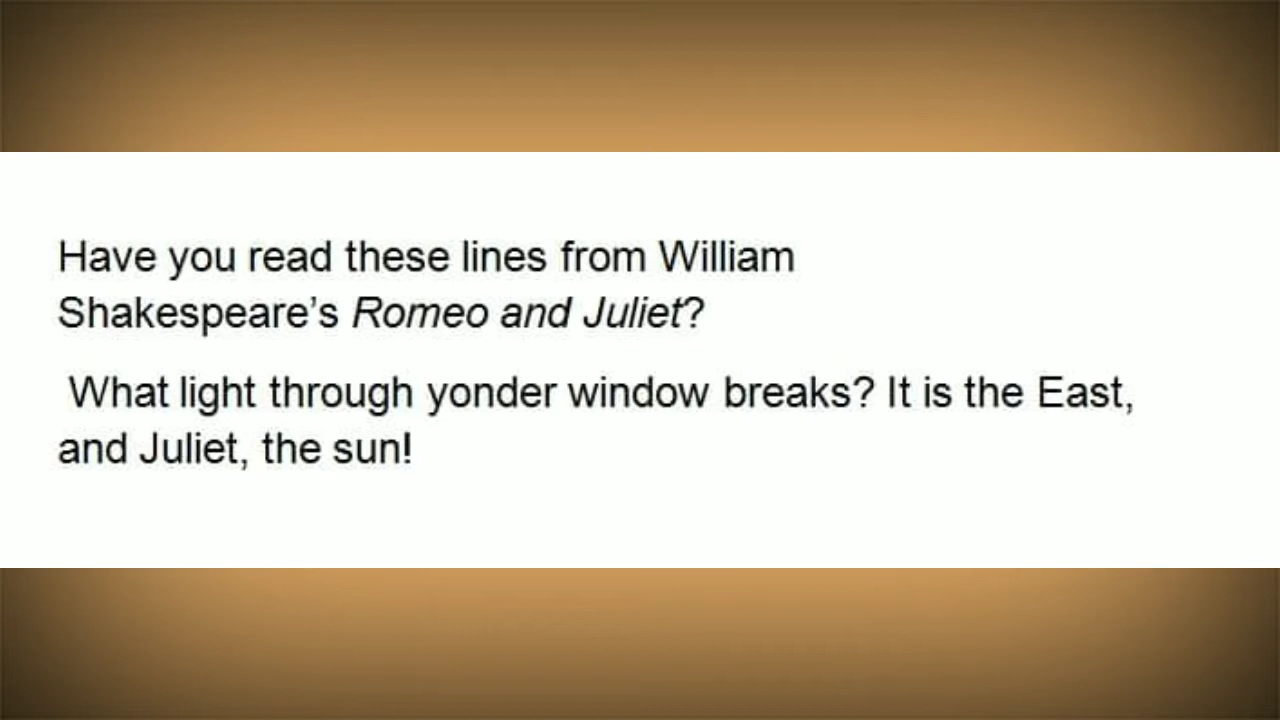 Have you read these lines from William
Shakespeare’s Romeo and Juliet?
What light through yonder window breaks? It is the East,
and Juliet, the sun!